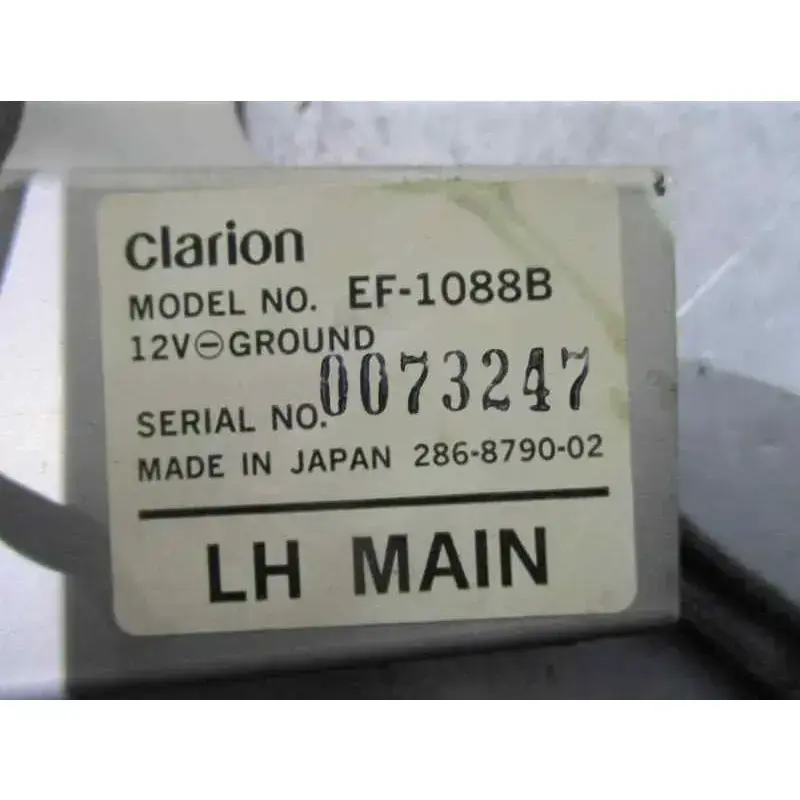 Clarion
MODEL NO. EF-1088B
12V⊖GROUND
SERIAL NO. 0073247
MADE IN JAPAN 286-8790-02
LH MAIN